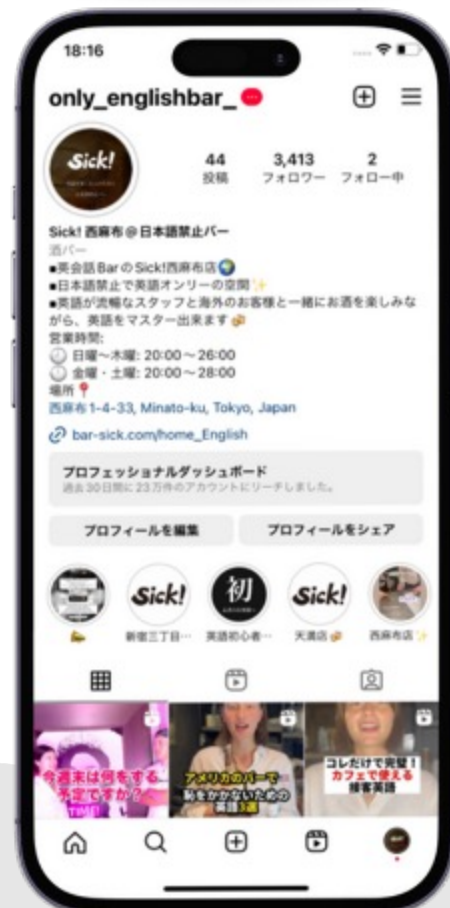 18:16
only_englishbar_
Sick!
44
3,413
2
投稿
フォロワー
フォロー中
Sick! 西麻布@日本語禁止バー
酒バー
■英会話BarのSick!西麻布店🌍
■日本語禁止で英語オンリーの空間✨
■英語が流暢なスタッフと海外のお客様と一緒にお酒を楽しみな
がら、英語をマスター出来ます🍻
営業時間:
🕗 日曜〜木曜: 20:00〜26:00
🕗 金曜・土曜: 20:00〜28:00
場所📍
西麻布1-4-33, Minato-ku, Tokyo, Japan
bar-sick.com/home_English
プロフェッショナルダッシュボード
過去30日間に23万件のアカウントにリーチしました。
プロフィールを編集
プロフィールをシェア
Sick!
初
Sick!
新宿三丁目…
英語初心者…
天満店🍻
西麻布店✨
今週末は何をする
予定ですか?
TIME!
アメリカのバーで
恥をかかないための
英語3選
コレだけで完璧!
カフェで使える
接客英語